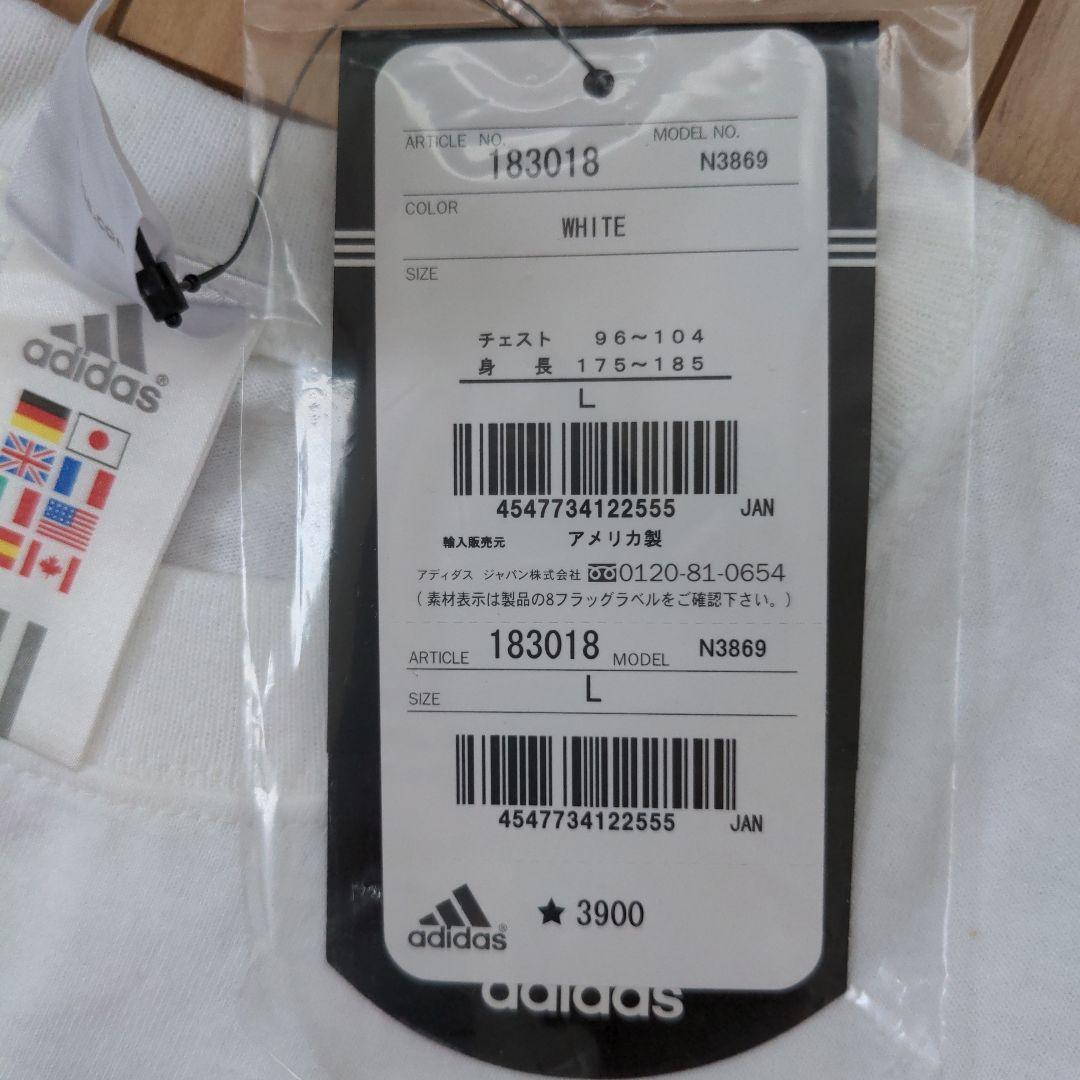 ARTICLE NO. MODEL NO.
183018 N3869
COLOR
WHITE
SIZE
チェスト 96～104
身 長 175～185
L
4547734122555 JAN
輸入販売元 アメリカ製
アディダス ジャパン株式会社 0120-81-0654
(素材表示は製品の8フラッグラベルをご確認下さい。)
ARTICLE 183018 MODEL N3869
SIZE L
4547734122555 JAN
adidas® ★3900
adidas
adidas®